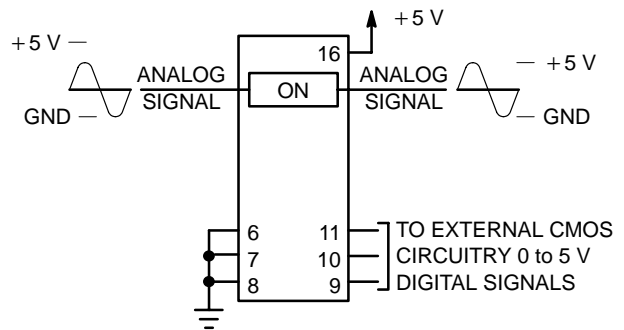 +5 V
16
+5 V
ANALOG
SIGNAL
ON
ANALOG
SIGNAL
+5 V
GND
GND
6
7
8
11
10
9
TO EXTERNAL CMOS
CIRCUITRY 0 to 5 V
DIGITAL SIGNALS